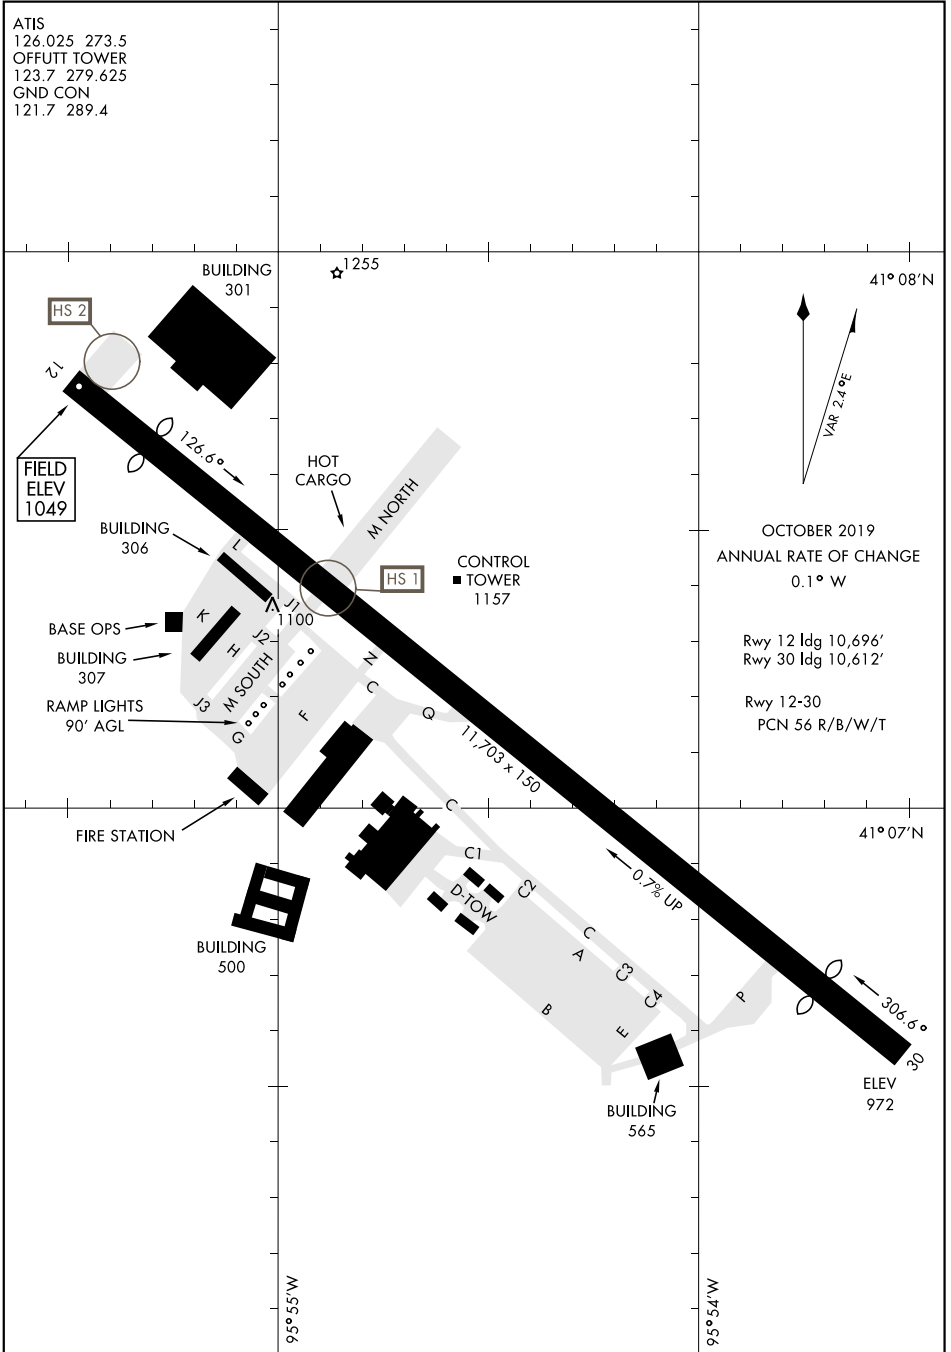 ATIS
126.025 273.5
OFFUTT TOWER
123.7 279.625
GND CON
121.7 289.4
1255
BUILDING
301
41° 08'N
HS 2
12
VAR 2.4°E
126.6°
FIELD
ELEV
1049
HOT
CARGO
M NORTH
BUILDING
306
OCTOBER 2019
ANNUAL RATE OF CHANGE
0.1° W
L
HS 1
CONTROL
TOWER
1157
J1
1100
BASE OPS
K
J2
H
BUILDING
307
Rwy 12 ldg 10,696'
Rwy 30 ldg 10,612'
N
M SOUTH
C
J3
RAMP LIGHTS
90' AGL
F
Q
G
Rwy 12-30
PCN 56 R/B/W/T
11,703 x 150
C
FIRE STATION
41° 07'N
C1
C2
0.7% UP
D-TOW
BUILDING
500
C
A
C3
C4
P
B
E
306.6°
30
ELEV
972
BUILDING
565
95° 55'W
95° 54'W